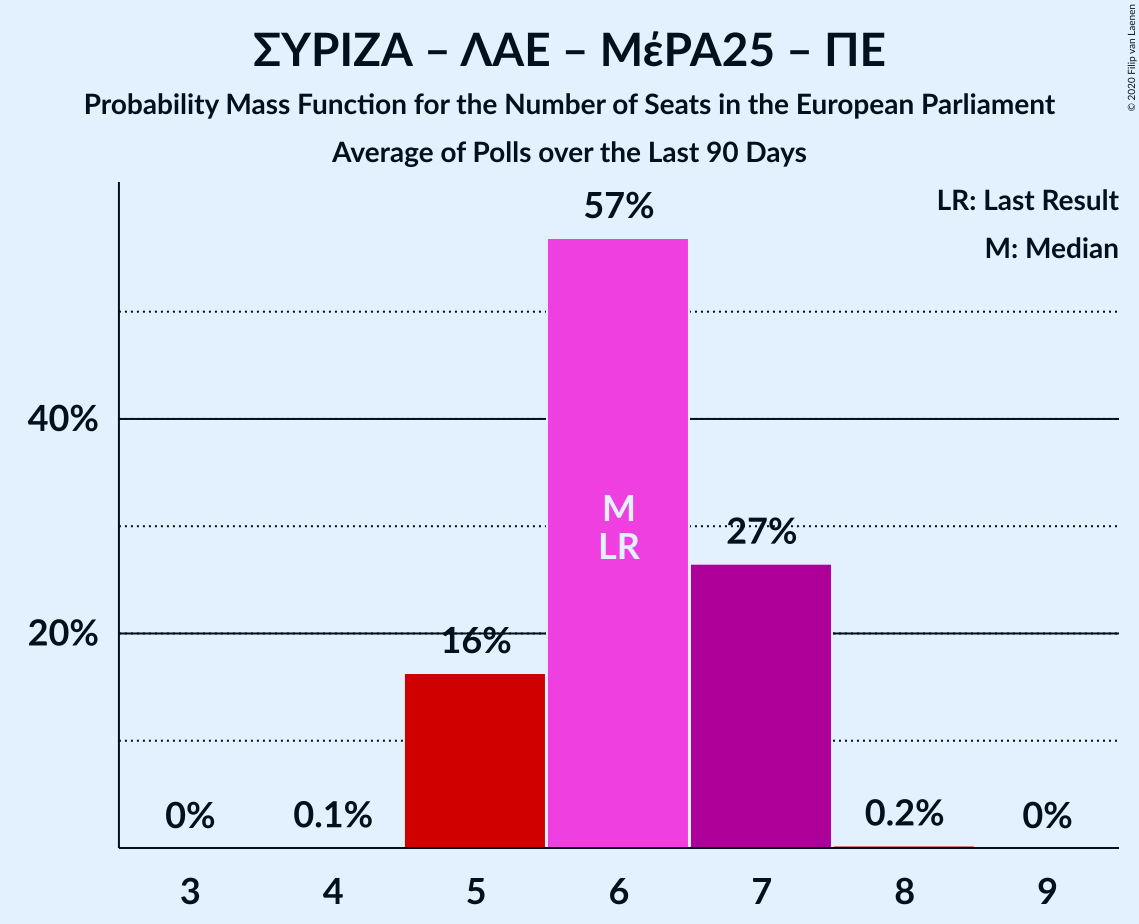 ΣΥΡΙΖΑ – ΛΑΕ – ΜέΡΑ25 – ΠΕ
Probability Mass Function for the Number of Seats in the European Parliament
Average of Polls over the Last 90 Days
© 2020 Filip van Laenen
LR: Last Result
M: Median
57%
40%
M
LR
27%
20%
16%
0%
0.1%
0.2%
0%
3
4
5
6
7
8
9